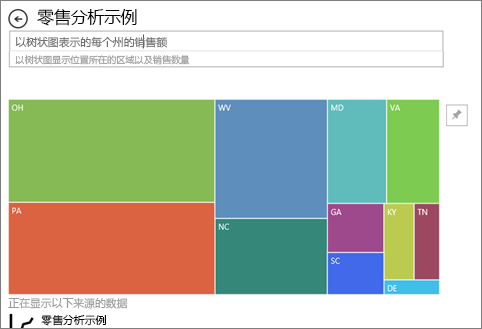 零售分析示例
以树状图表示的每个州的销售额
以树状图显示位置所在的区域以及销售数量
OH
WV
MD
VA
PA
NC
GA
KY
TN
SC
DE
正在显示以下来源的数据
零售分析示例